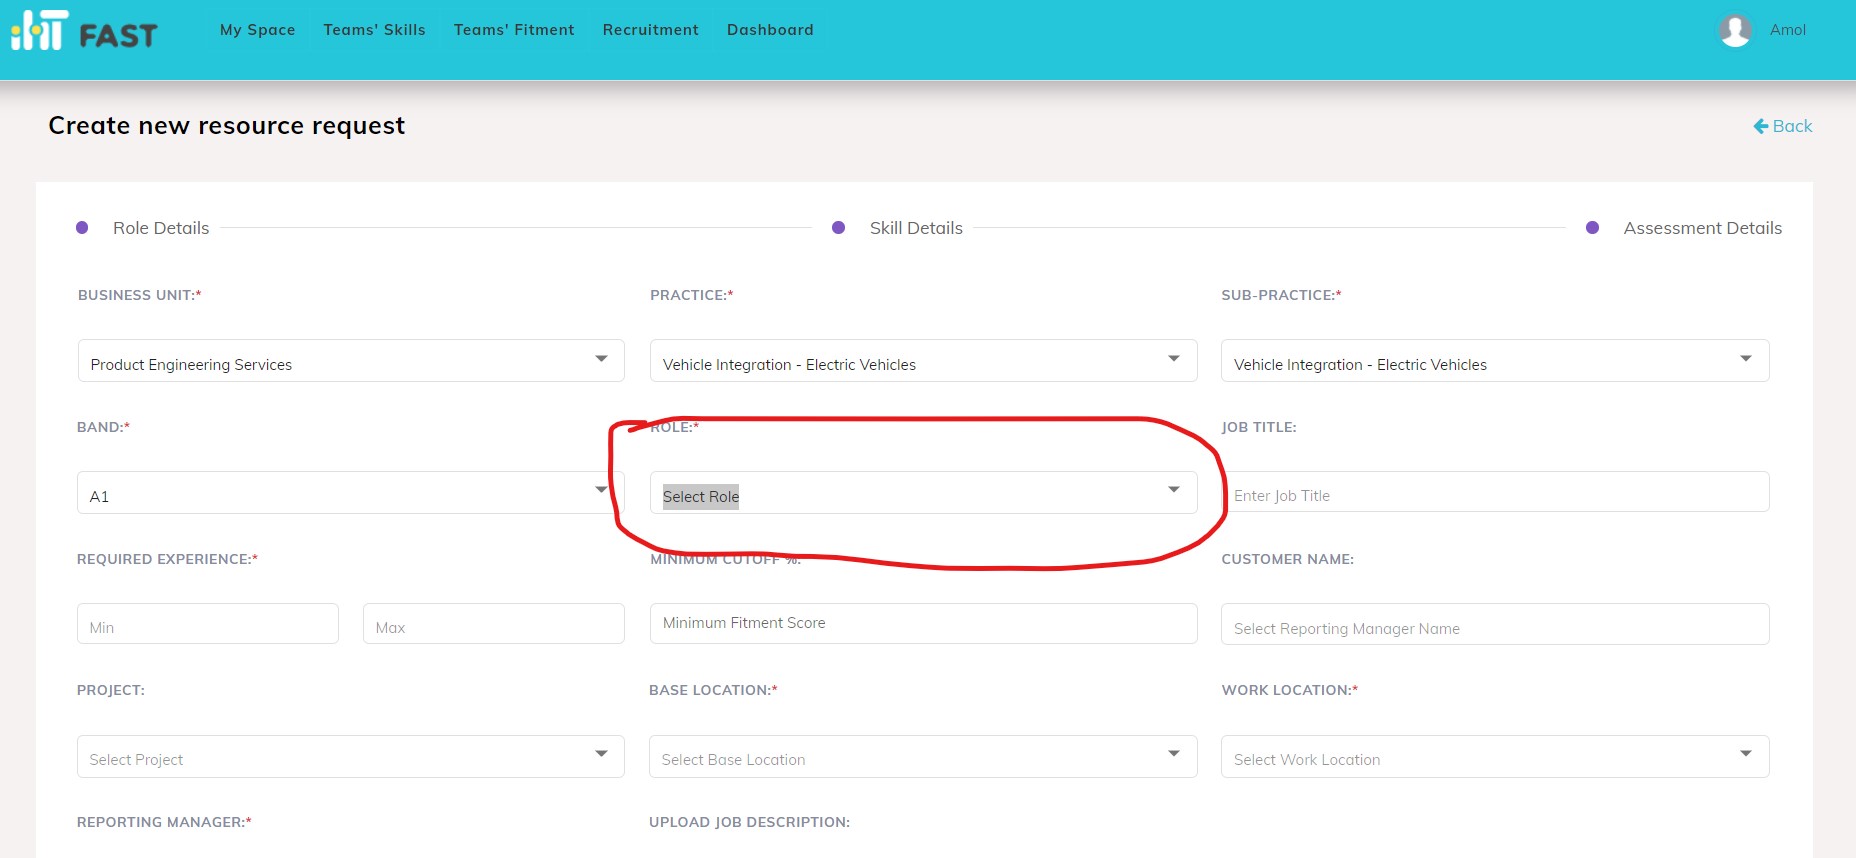 iHT FAST My Space Teams' Skills Teams' Fitment Recruitment Dashboard Amol
Create new resource request Back
Role Details Skill Details Assessment Details
BUSINESS UNIT:* PRACTICE:* SUB-PRACTICE:*
Product Engineering Services Vehicle Integration - Electric Vehicles Vehicle Integration - Electric Vehicles
BAND:* ROLE:* JOB TITLE:
A1 Select Role Enter Job Title
REQUIRED EXPERIENCE:* MINIMUM CUTOFF %: CUSTOMER NAME:
Min Max Minimum Fitment Score Select Reporting Manager Name
PROJECT: BASE LOCATION:* WORK LOCATION:*
Select Project Select Base Location Select Work Location
REPORTING MANAGER:* UPLOAD JOB DESCRIPTION: